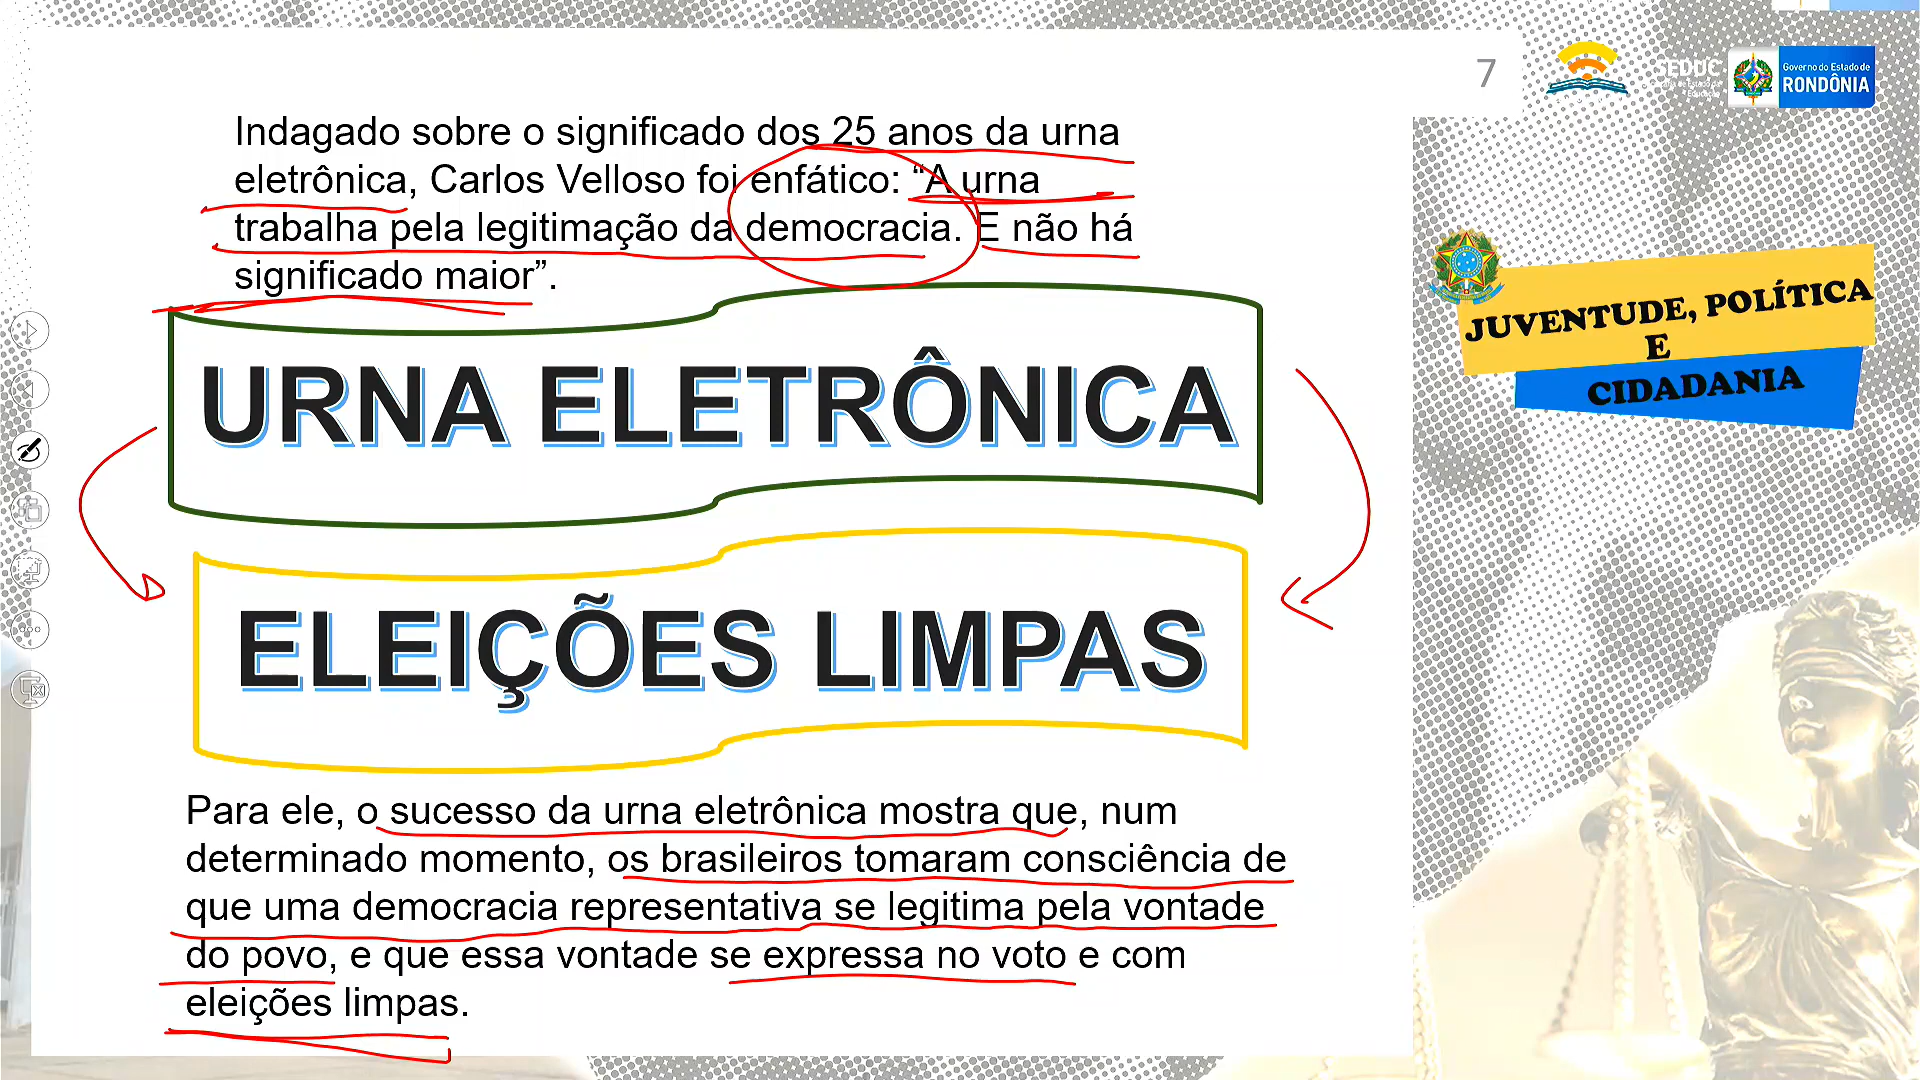 7
SEDUC
Governo do Estado de
RONDÔNIA
Indagado sobre o significado dos 25 anos da urna
eletrônica, Carlos Velloso foi enfático: “A urna
trabalha pela legitimação da democracia. E não há
significado maior”.
JUVENTUDE, POLÍTICA
E
CIDADANIA
URNA ELETRÔNICA
ELEIÇÕES LIMPAS
Para ele, o sucesso da urna eletrônica mostra que, num
determinado momento, os brasileiros tomaram consciência de
que uma democracia representativa se legitima pela vontade
do povo, e que essa vontade se expressa no voto e com
eleições limpas.